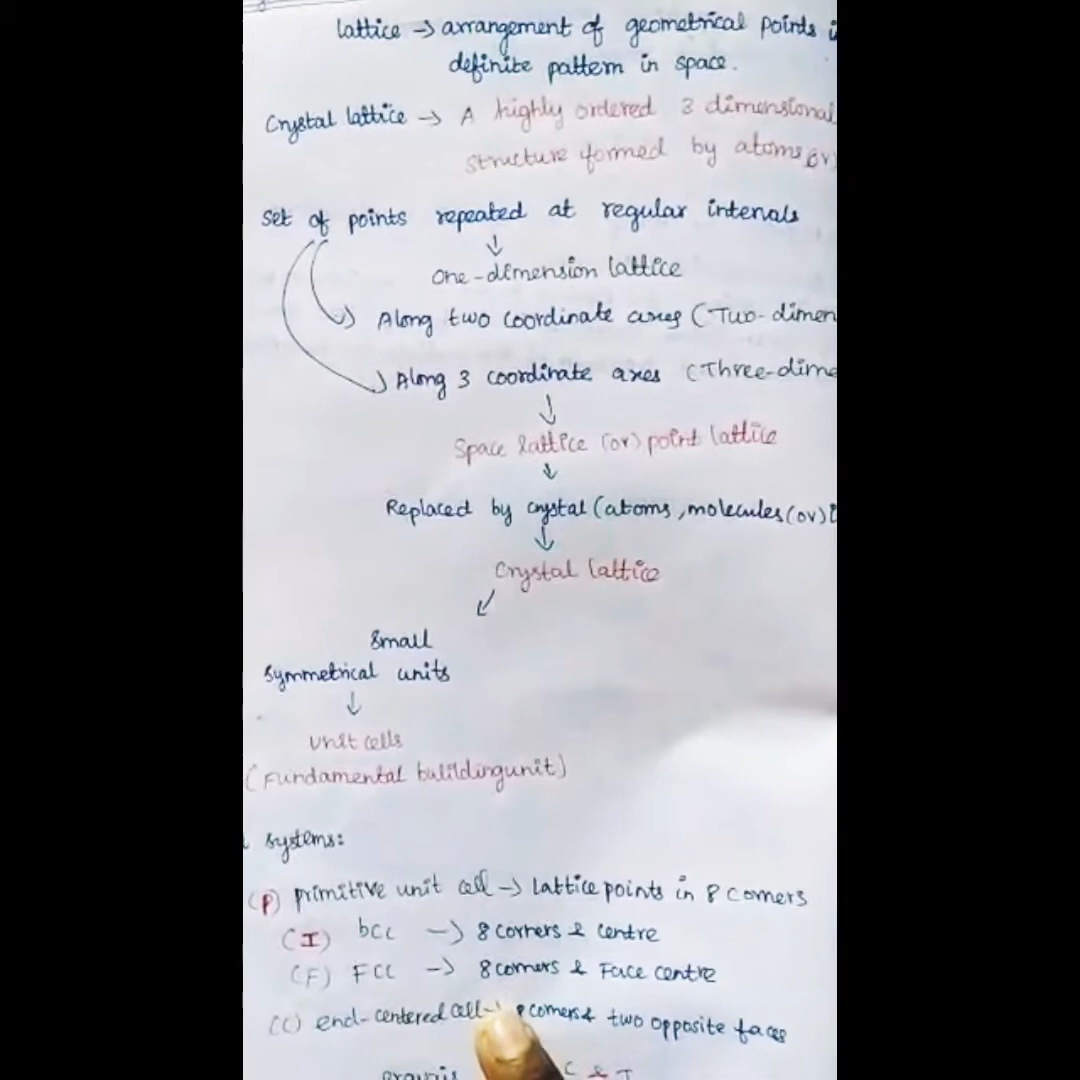 lattice → arrangement of geometrical points
definite pattern in space.
Crystal lattice → A highly ordered 3 dimensional
structure formed by atoms (or)
Set of points repeated at regular intervals
↓
One-dimension lattice
Along two coordinate axes (Two-dimen
Along 3 coordinate axes (Three-dime
↓
Space lattice (or) point lattice
↓
Replaced by crystal (atoms, molecules (or)
↓
Crystal lattice
↙
Small
symmetrical units
↓
Unit cells
(Fundamental buildingunit)
systems:
(P) primitive unit cell → lattice points in 8 corners
(I) bcc → 8 corners & centre
(F) FCC → 8 corners & Face centre
(C) end-centered cell → corners & two opposite faces
C & I